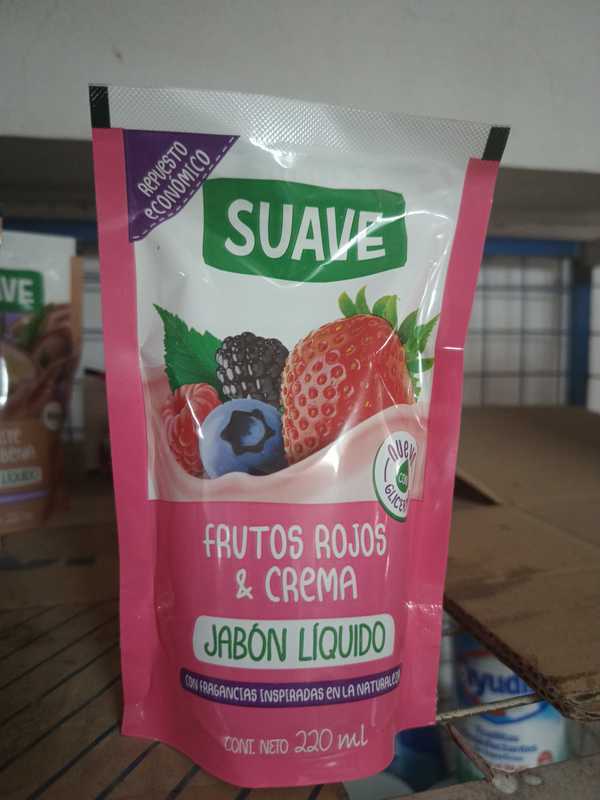 REPUESTO
ECONÓMICO
SUAVE
NUEVO
CON
FRUTOS ROJOS
& CREMA
JABÓN LÍQUIDO
CON FRAGANCIAS INSPIRADAS EN LA NATURALEZA
CONT. NETO 220 ml
LÍQUIDO